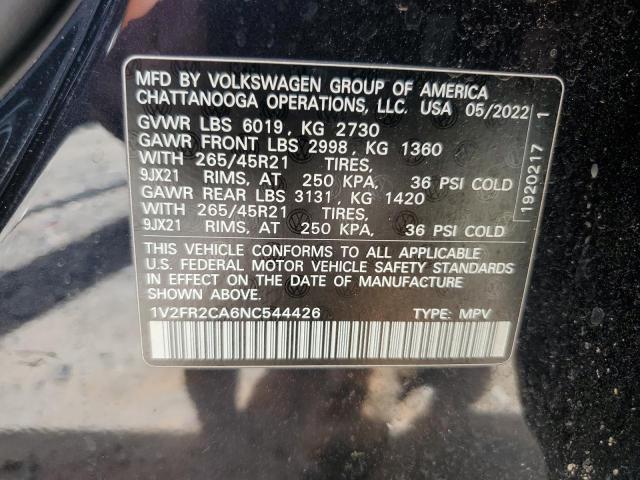 MFD BY VOLKSWAGEN GROUP OF AMERICA
CHATTANOOGA OPERATIONS, LLC. USA 05/2022
GVWR LBS 6019, KG 2730
GAWR FRONT LBS 2998, KG 1360
WITH 265/45R21 TIRES,
9JX21 RIMS, AT 250 KPA, 36 PSI COLD
GAWR REAR LBS 3131, KG 1420
WITH 265/45R21 TIRES,
9JX21 RIMS, AT 250 KPA, 36 PSI COLD
THIS VEHICLE CONFORMS TO ALL APPLICABLE
U.S. FEDERAL MOTOR VEHICLE SAFETY STANDARDS
IN EFFECT ON THE DATE OF MANUFACTURE
SHOWN ABOVE.
1V2FR2CA6NC544426 TYPE: MPV
1920217 1